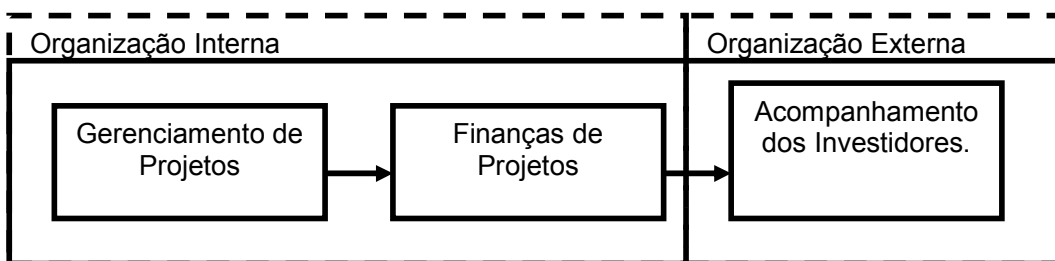 Organização Interna
Organização Externa
Gerenciamento de
Projetos
Finanças de
Projetos
Acompanhamento
dos Investidores.